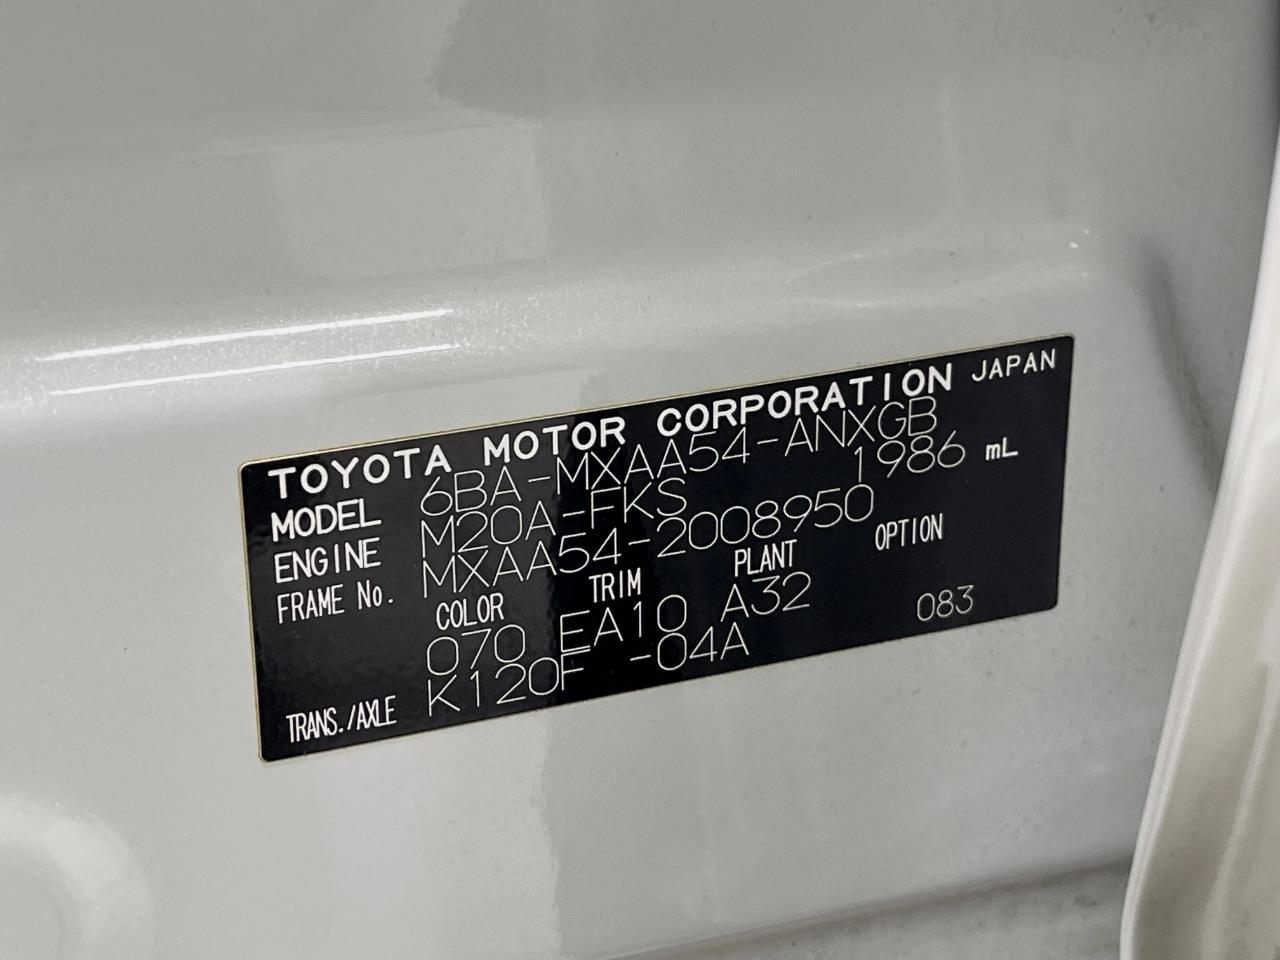 TOYOTA MOTOR CORPORATION JAPAN
MODEL 6BA-MXAA54-ANXGB
ENGINE M20A-FKS 1986 mL
FRAME No. MXAA54-2008950
COLOR TRIM PLANT OPTION
070 EA10 A32 083
TRANS./AXLE K120F -04A